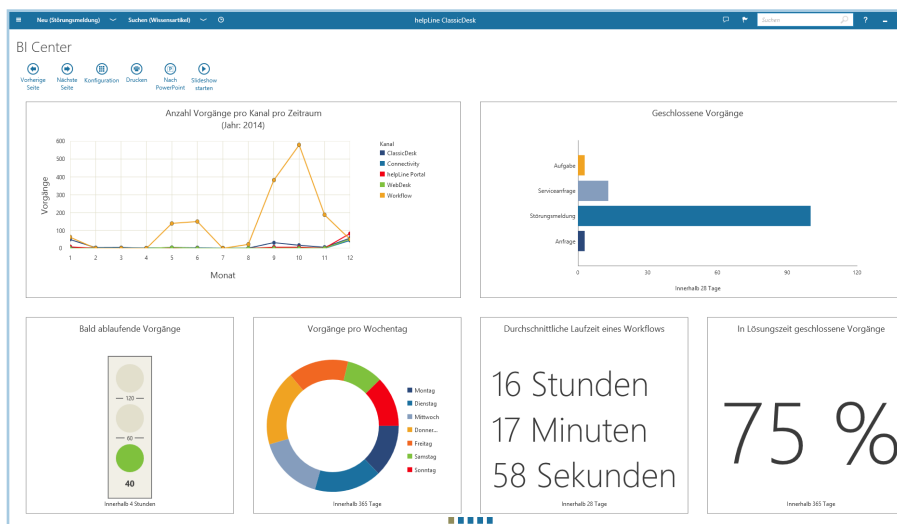 Neu (Störungsmeldung) Suchen (Wissensartikel) helpLine ClassicDesk Suchen ?
BI Center
Vorherige Seite
Nächste Seite
Konfiguration
Drucken
Nach PowerPoint
Slideshow starten
Anzahl Vorgänge pro Kanal pro Zeitraum
(Jahr: 2014)
Vorgänge
600
500
400
300
200
100
0
1 2 3 4 5 6 7 8 9 10 11 12
Monat
Kanal
ClassicDesk
Connectivity
helpLine Portal
WebDesk
Workflow
Geschlossene Vorgänge
Aufgabe
Serviceanfrage
Störungsmeldung
Anfrage
0 30 60 90 120
Innerhalb 28 Tage
Bald ablaufende Vorgänge
120
60
40
Innerhalb 4 Stunden
Vorgänge pro Wochentag
Montag
Dienstag
Mittwoch
Donner...
Freitag
Samstag
Sonntag
Innerhalb 365 Tage
Durchschnittliche Laufzeit eines Workflows
16 Stunden
17 Minuten
58 Sekunden
Innerhalb 28 Tage
In Lösungszeit geschlossene Vorgänge
75 %
Innerhalb 365 Tage